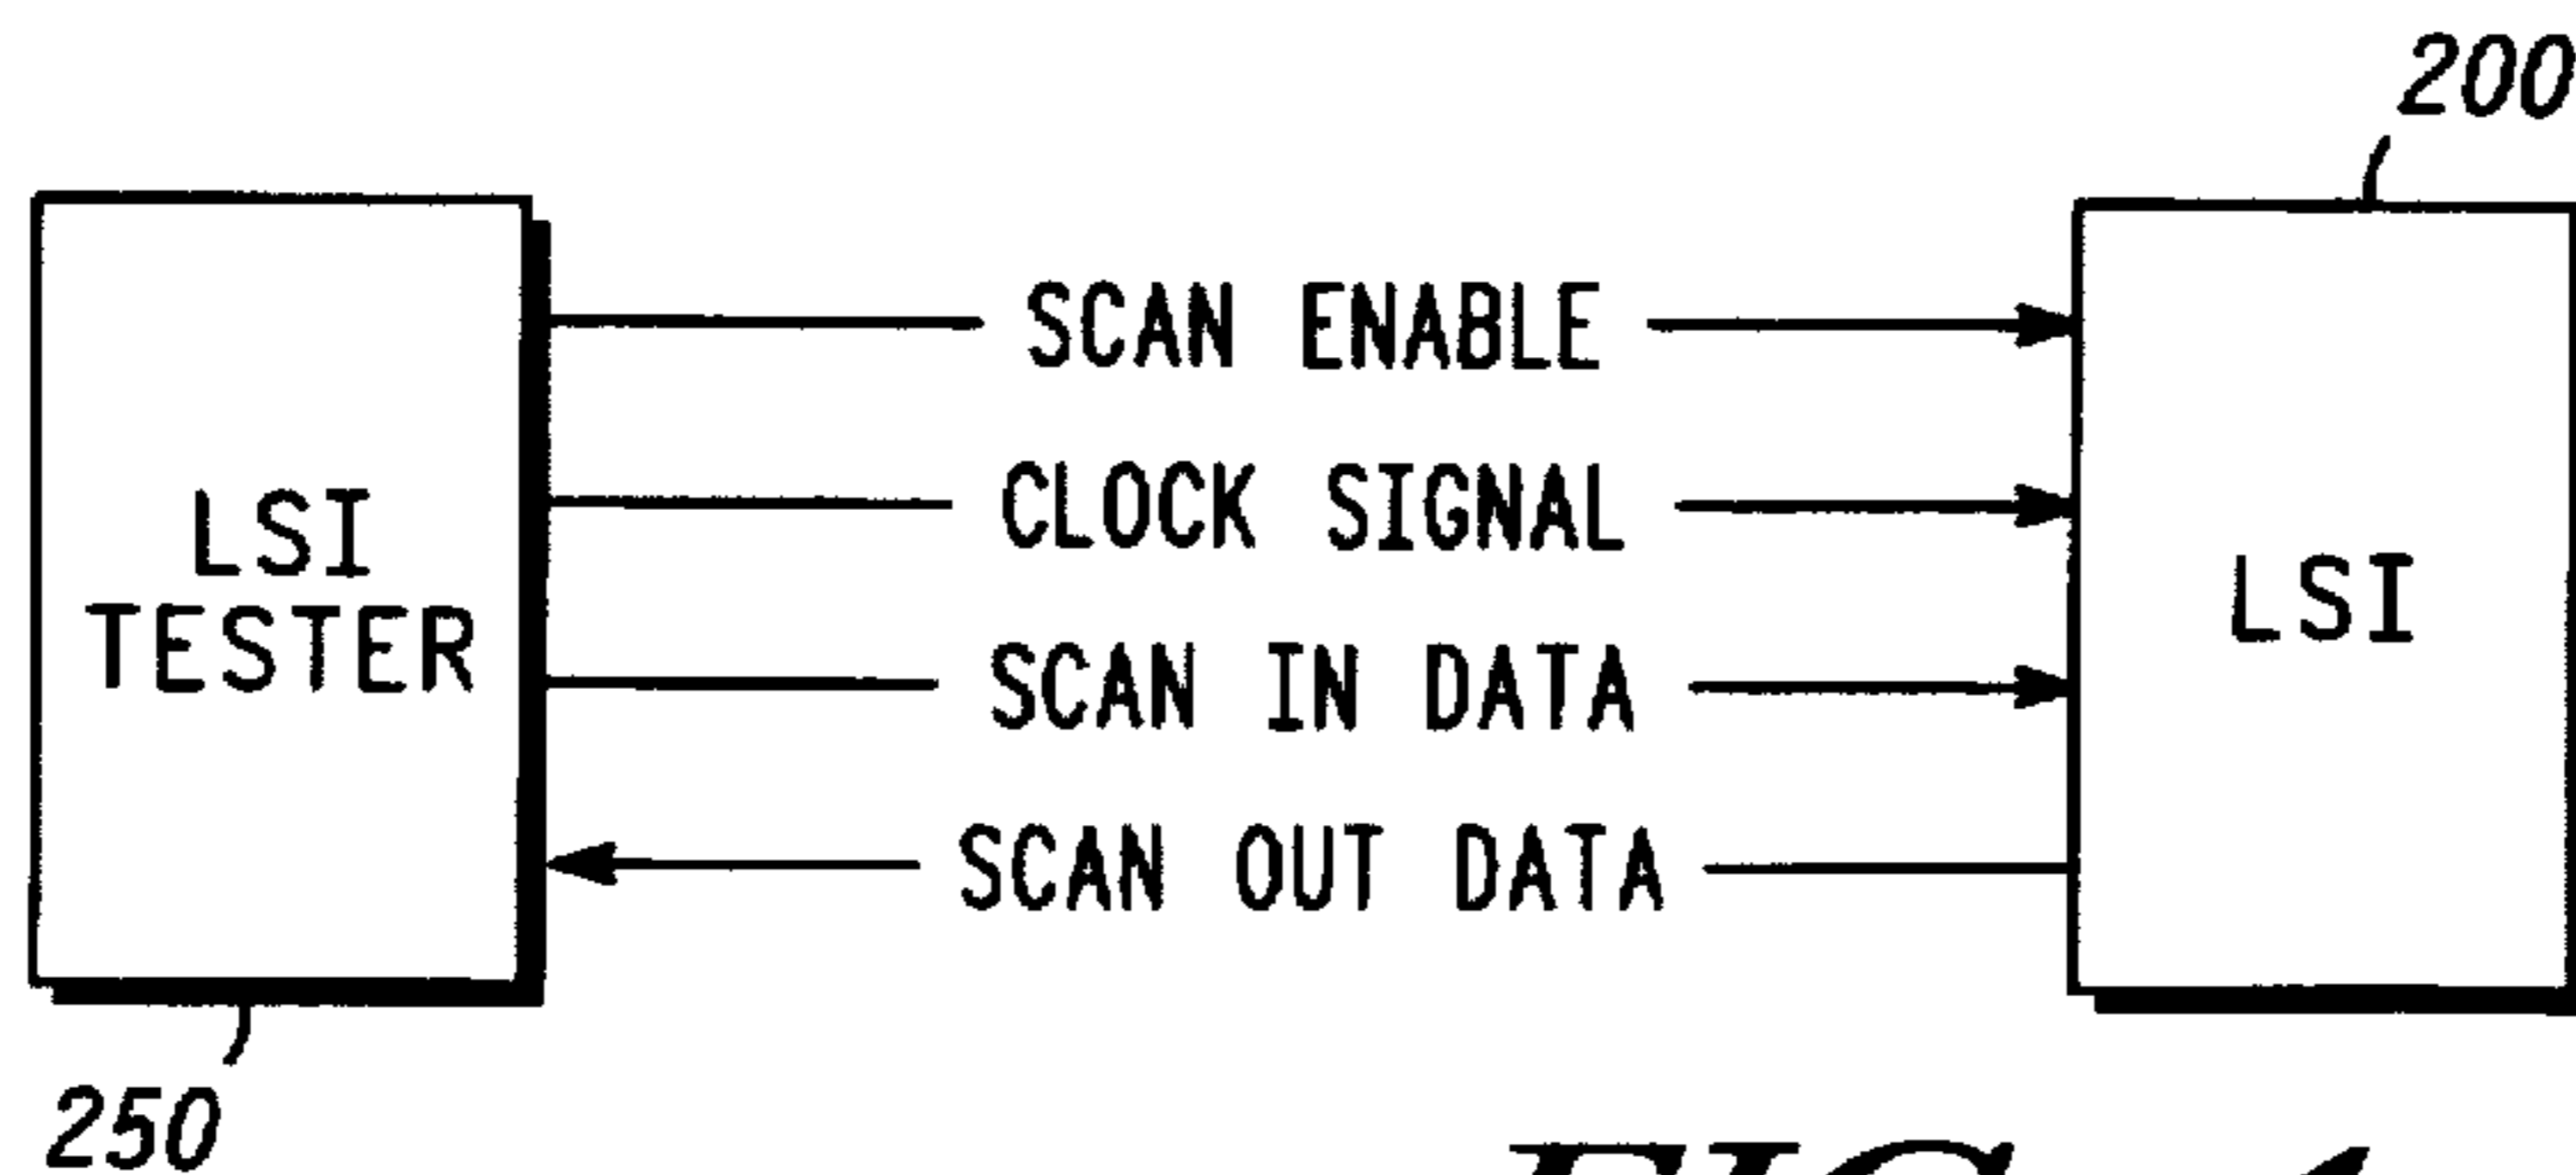 200
SCAN ENABLE
CLOCK SIGNAL
LSI
TESTER
LSI
SCAN IN DATA
SCAN OUT DATA
250